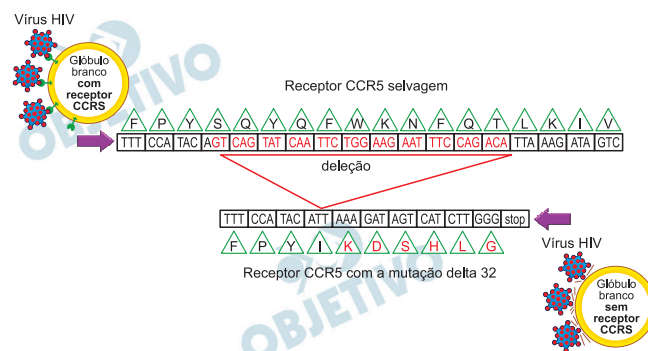 Vírus HIV
Glóbulo
branco
com
receptor
CCRS
OBJETIVO
Receptor CCR5 selvagem
F P Y S Q Y Q F W K N F Q T L K I V
TTT CCA TAC AGT CAG TAT CAA TTC TGG AAG AAT TTC CAG ACA TTA AAG ATA GTC
deleção
TTT CCA TAC ATT AAA GAT AGT CAT CTT GGG stop
F P Y I K D S H L G
Receptor CCR5 com a mutação delta 32
OBJETIVO
Vírus HIV
Glóbulo
branco
sem
receptor
CCRS